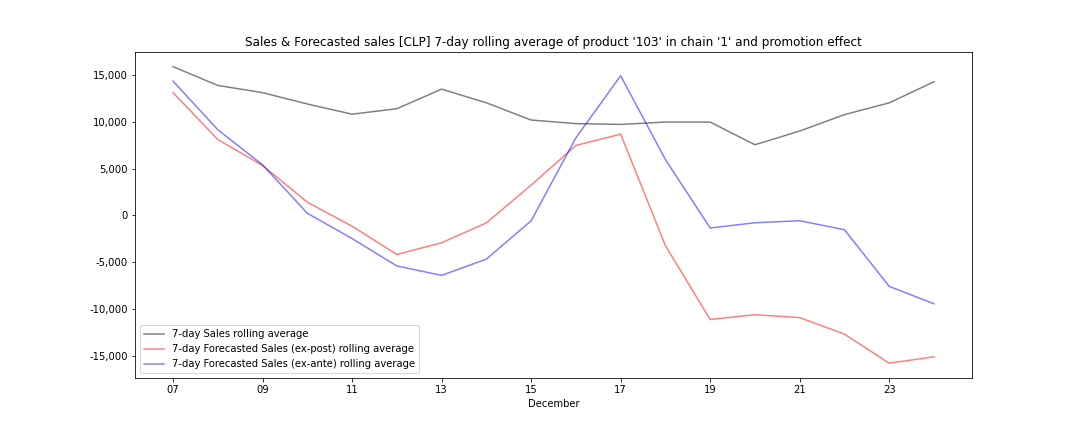 Sales & Forecasted sales [CLP] 7-day rolling average of product '103' in chain '1' and promotion effect
15,000
10,000
5,000
0
-5,000
-10,000
-15,000
7-day Sales rolling average
7-day Forecasted Sales (ex-post) rolling average
7-day Forecasted Sales (ex-ante) rolling average
07 09 11 13 15 17 19 21 23
December